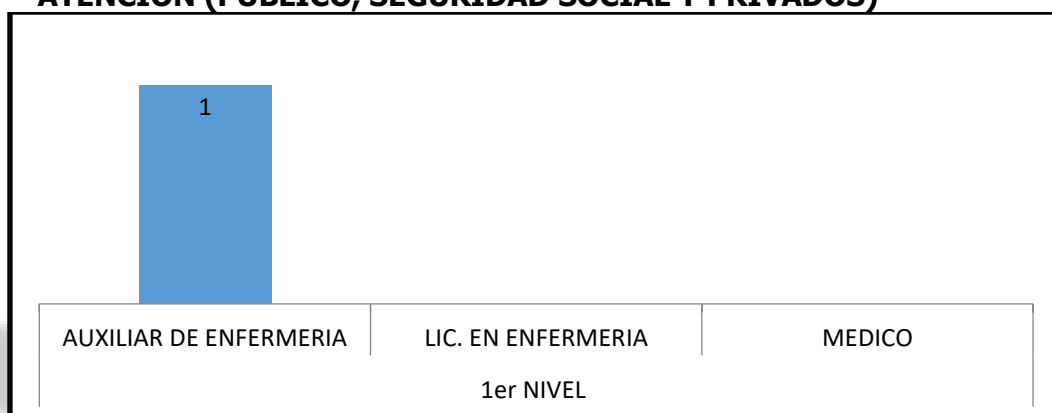 ATENCION (PUBLICO, SEGURIDAD SOCIAL Y PRIVADOS)
1
AUXILIAR DE ENFERMERIA LIC. EN ENFERMERIA MEDICO
1er NIVEL